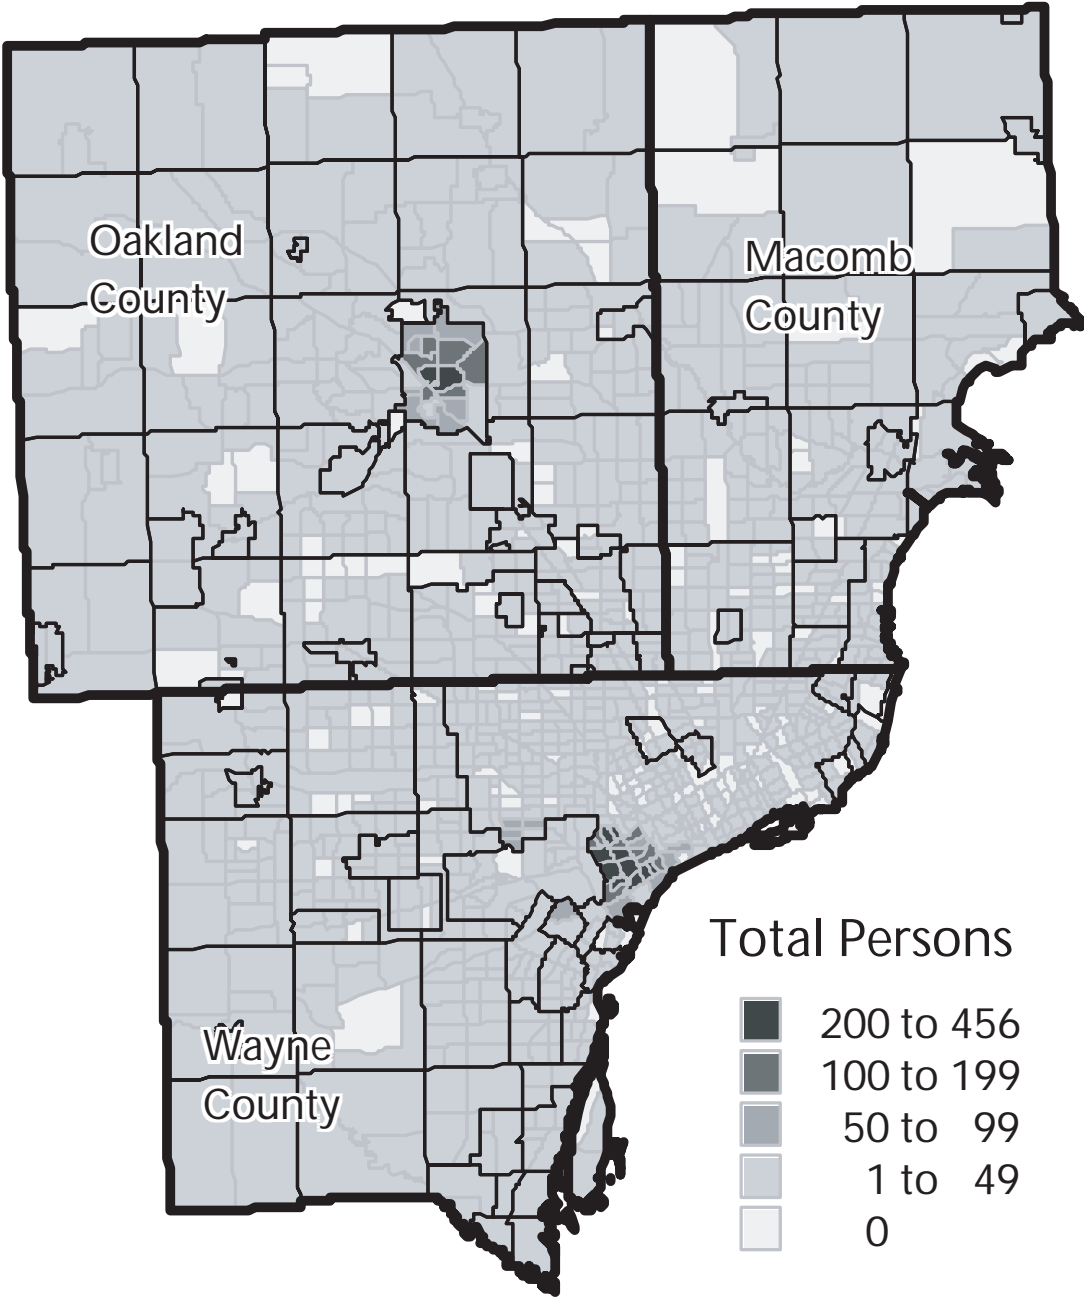 Oakland
County
Macomb
County
Wayne
County
Total Persons
200 to 456
100 to 199
50 to 99
1 to 49
0